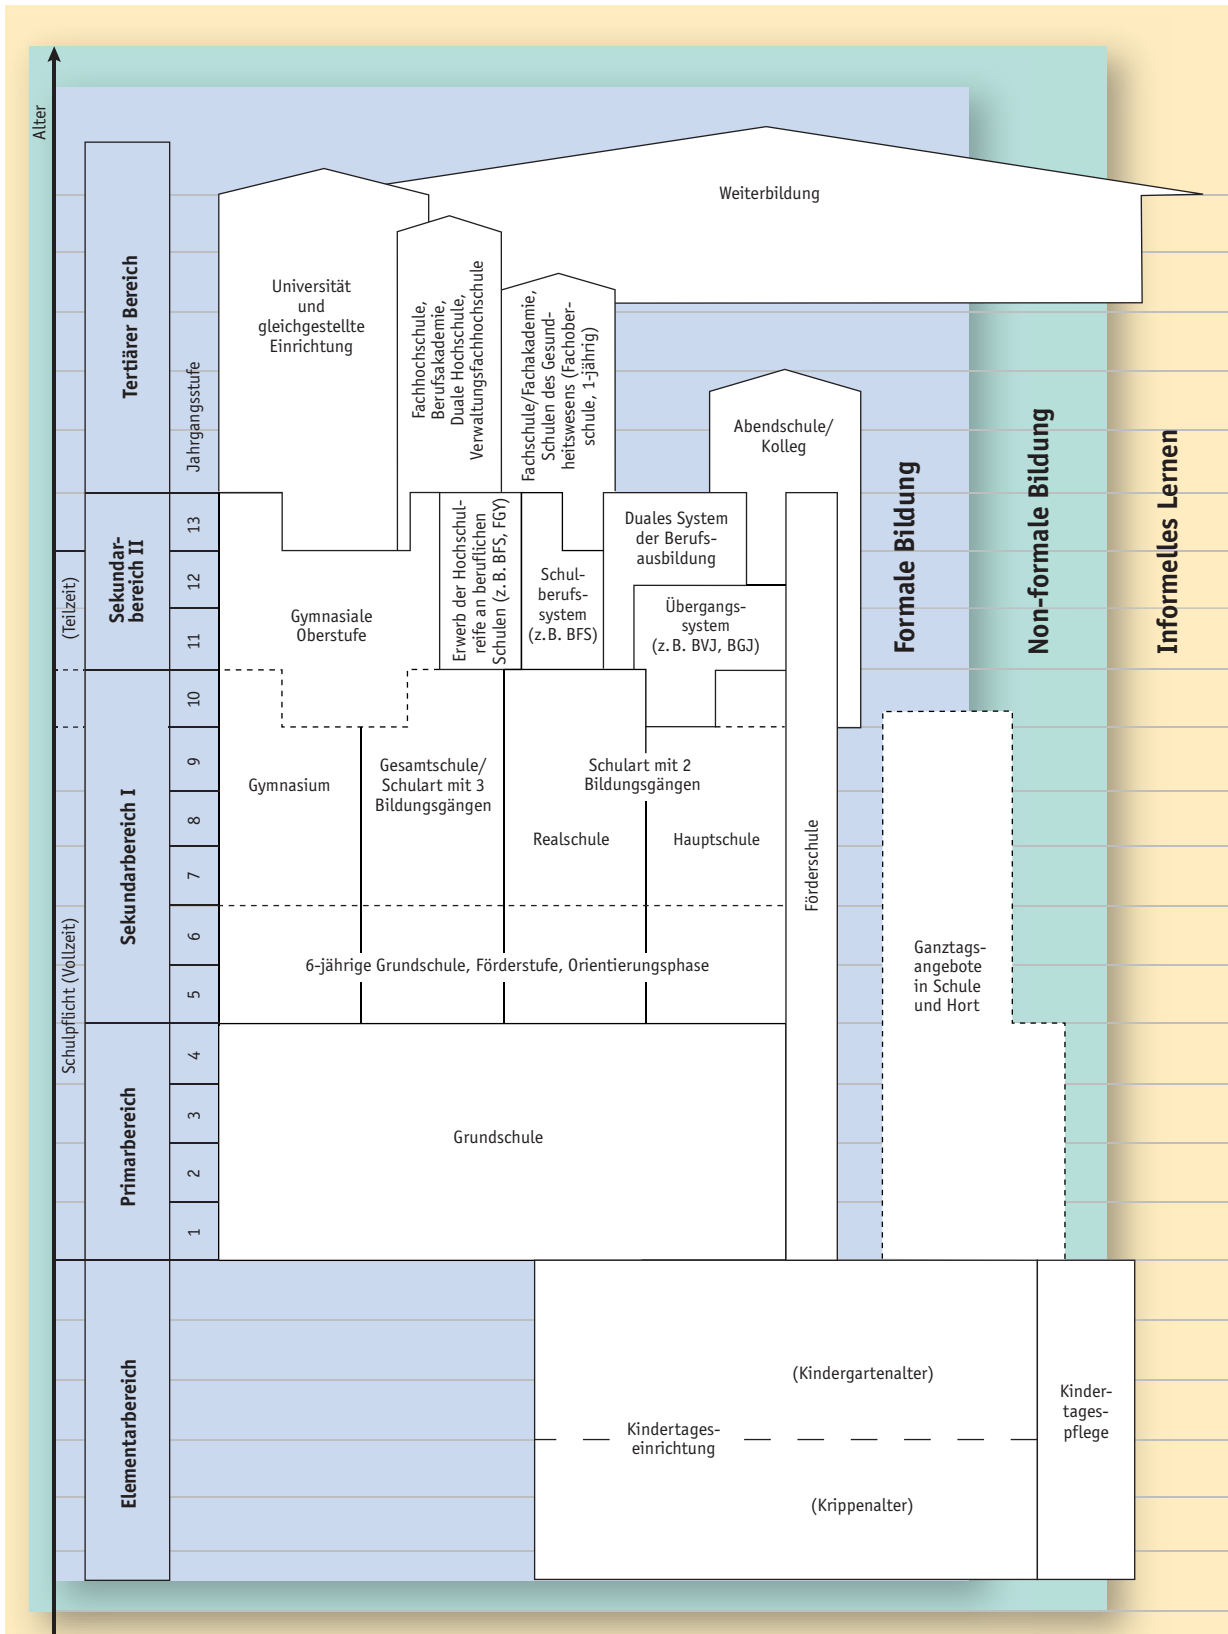 Alter
Weiterbildung
Tertiärer Bereich
Jahrgangsstufe
Universität
und
gleichgestellte
Einrichtung
Fachhochschule,
Berufsakademie,
Duale Hochschule,
Verwaltungsfachhochschule
Fachschule/Fachakademie,
Schulen des Gesund-
heitswesens (Fachober-
schule, 1-jährig)
Abendschule/
Kolleg
Formale Bildung
Non-formale Bildung
Informelles Lernen
(Teilzeit)
Sekundar-
bereich II
13
12
11
Gymnasiale
Oberstufe
Erwerb der Hochschul-
reife an beruflichen
Schulen (z. B. BFS, FGY)
Schul-
berufs-
system
(z. B. BFS)
Duales System
der Berufs-
ausbildung
Übergangs-
system
(z. B. BVJ, BGJ)
Schulpflicht (Vollzeit)
Sekundarbereich I
10
9
8
7
6
5
Gymnasium
Gesamtschule/
Schulart mit 3
Bildungsgängen
Schulart mit 2
Bildungsgängen
Realschule
Hauptschule
Förderschule
6-jährige Grundschule, Förderstufe, Orientierungsphase
Ganztags-
angebote
in Schule
und Hort
Primarbereich
4
3
2
1
Grundschule
Elementarbereich
(Kindergartenalter)
Kindertages-
einrichtung
(Krippenalter)
Kinder-
tages-
pflege